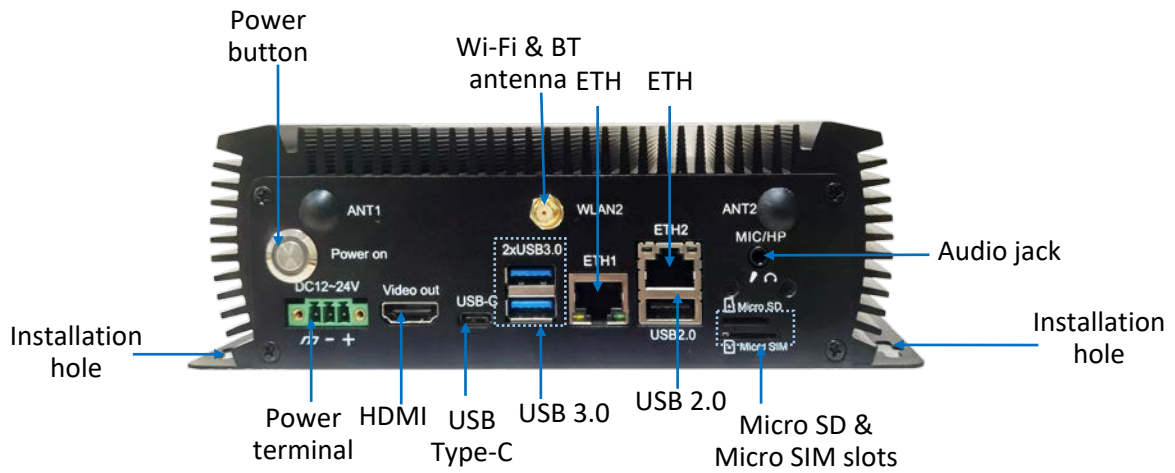 Power
button
Wi-Fi & BT
antenna
ETH
ETH
ANT1
WLAN2
ANT2
Power on
2xUSB3.0
ETH1
ETH2
MIC/HP
Audio jack
DC12~24V
Video out
USB-C
Micro SD
USB2.0
Micro SIM
- +
Installation
hole
Installation
hole
Power
terminal
HDMI
USB
Type-C
USB 3.0
USB 2.0
Micro SD &
Micro SIM slots